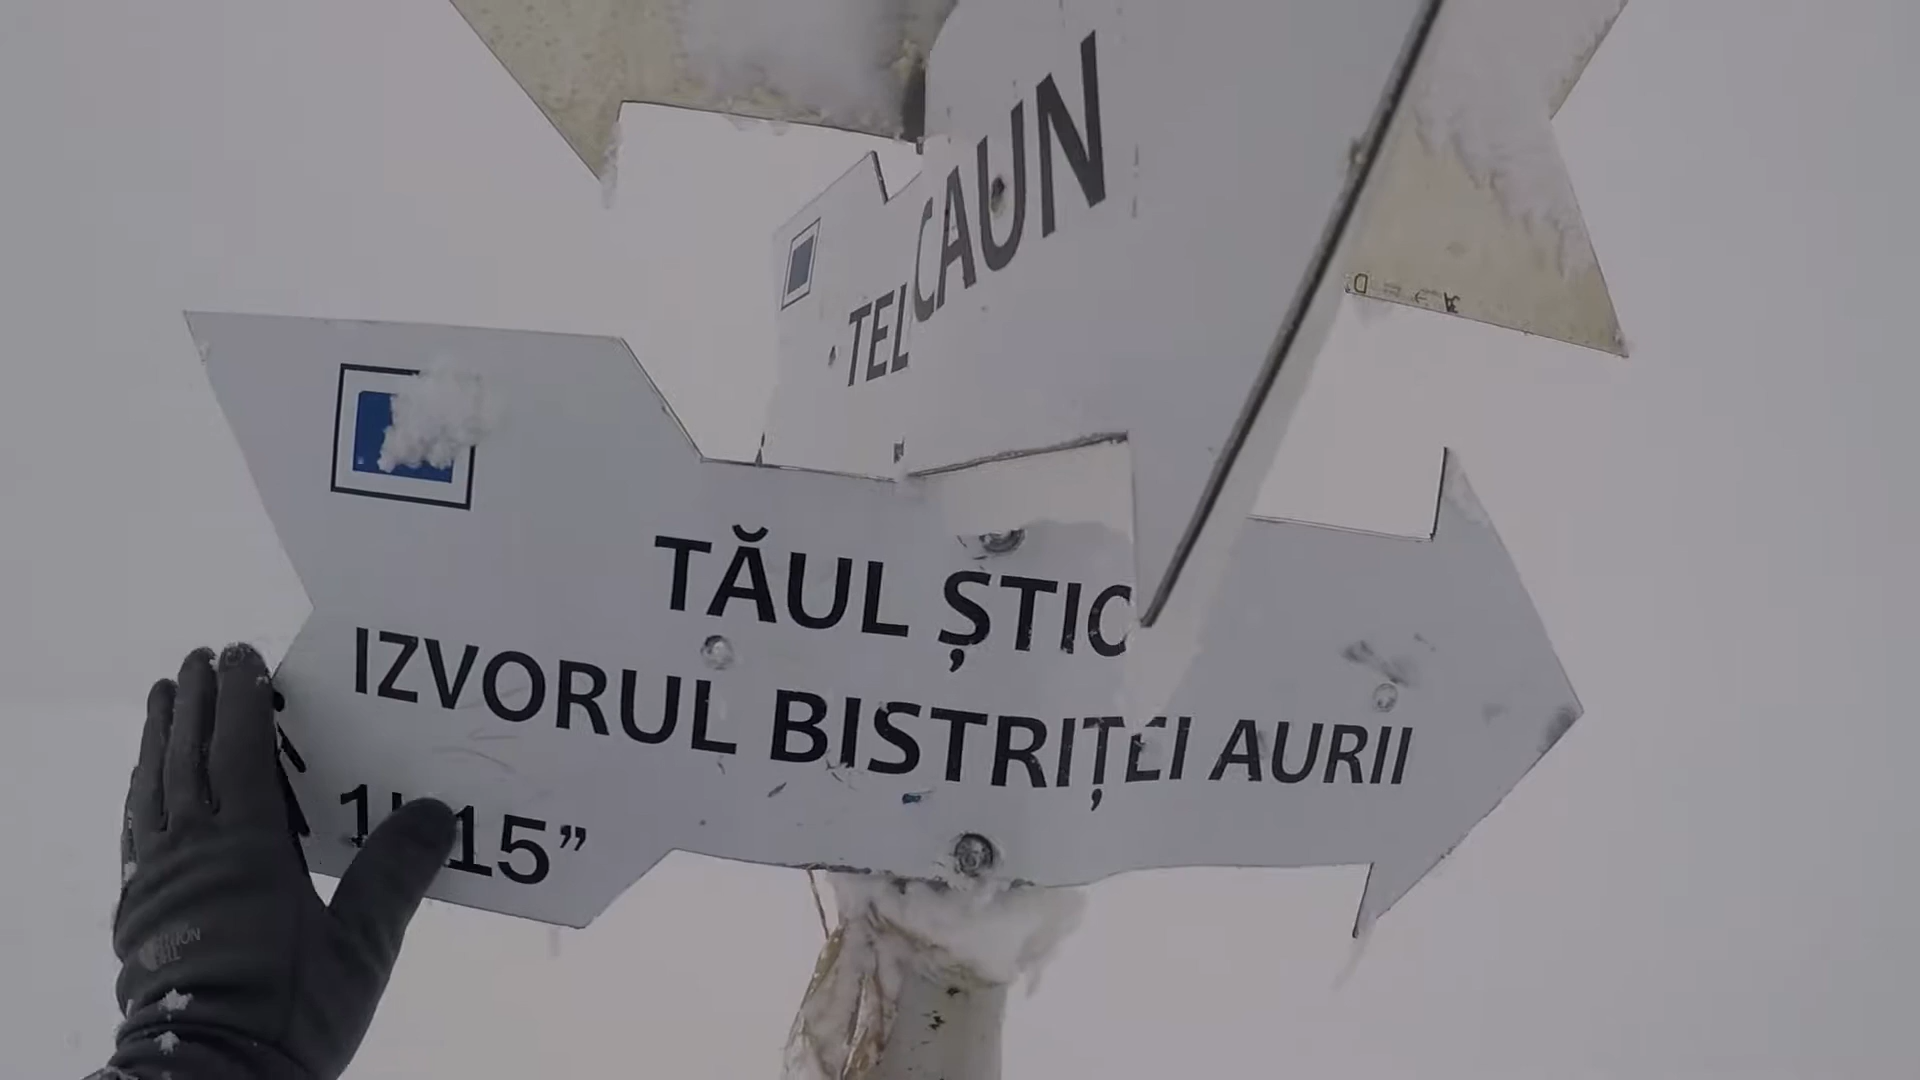 CAUN
TEL
TĂUL ȘTIO
IZVORUL BISTRIȚEI AURII
15”